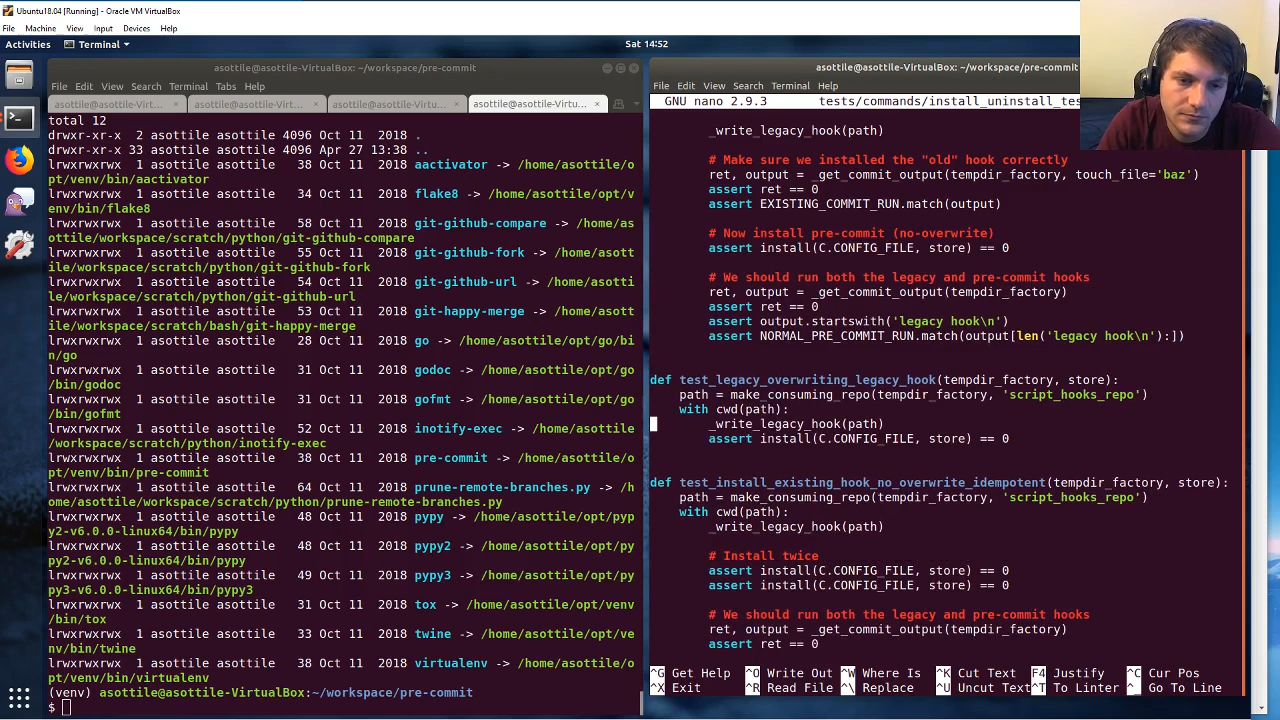 Ubuntu18.04 [Running] - Oracle VM VirtualBox
File Machine View Input Devices Help
Activities Terminal Sat 14:52
asottile@asottile-VirtualBox: ~/workspace/pre-commit
File Edit View Search Terminal Tabs Help
asottile@asottile-Virt... × asottile@asottile-Virt... × asottile@asottile-Virtu... × asottile@asottile-Virtu... ×
total 12
drwxr-xr-x 2 asottile asottile 4096 Oct 11 2018 .
drwxr-xr-x 33 asottile asottile 4096 Apr 27 13:38 ..
lrwxrwxrwx 1 asottile asottile 38 Oct 11 2018 aactivator -> /home/asottile/o
pt/venv/bin/aactivator
lrwxrwxrwx 1 asottile asottile 34 Oct 11 2018 flake8 -> /home/asottile/opt/v
env/bin/flake8
lrwxrwxrwx 1 asottile asottile 58 Oct 11 2018 git-github-compare -> /home/as
ottile/workspace/scratch/python/git-github-compare
lrwxrwxrwx 1 asottile asottile 55 Oct 11 2018 git-github-fork -> /home/asott
ile/workspace/scratch/python/git-github-fork
lrwxrwxrwx 1 asottile asottile 54 Oct 11 2018 git-github-url -> /home/asotti
le/workspace/scratch/python/git-github-url
lrwxrwxrwx 1 asottile asottile 53 Oct 11 2018 git-happy-merge -> /home/asott
ile/workspace/scratch/bash/git-happy-merge
lrwxrwxrwx 1 asottile asottile 28 Oct 11 2018 go -> /home/asottile/opt/go/bi
n/go
lrwxrwxrwx 1 asottile asottile 31 Oct 11 2018 godoc -> /home/asottile/opt/go
/bin/godoc
lrwxrwxrwx 1 asottile asottile 31 Oct 11 2018 gofmt -> /home/asottile/opt/go
/bin/gofmt
lrwxrwxrwx 1 asottile asottile 52 Oct 11 2018 inotify-exec -> /home/asottile
/workspace/scratch/python/inotify-exec
lrwxrwxrwx 1 asottile asottile 38 Oct 11 2018 pre-commit -> /home/asottile/o
pt/venv/bin/pre-commit
lrwxrwxrwx 1 asottile asottile 64 Oct 11 2018 prune-remote-branches.py -> /h
ome/asottile/workspace/scratch/python/prune-remote-branches.py
lrwxrwxrwx 1 asottile asottile 48 Oct 11 2018 pypy -> /home/asottile/opt/pyp
y2-v6.0.0-linux64/bin/pypy
lrwxrwxrwx 1 asottile asottile 48 Oct 11 2018 pypy2 -> /home/asottile/opt/py
py2-v6.0.0-linux64/bin/pypy
lrwxrwxrwx 1 asottile asottile 49 Oct 11 2018 pypy3 -> /home/asottile/opt/py
py3-v6.0.0-linux64/bin/pypy3
lrwxrwxrwx 1 asottile asottile 31 Oct 11 2018 tox -> /home/asottile/opt/venv
/bin/tox
lrwxrwxrwx 1 asottile asottile 33 Oct 11 2018 twine -> /home/asottile/opt/ve
nv/bin/twine
lrwxrwxrwx 1 asottile asottile 38 Oct 11 2018 virtualenv -> /home/asottile/o
pt/venv/bin/virtualenv
(venv) asottile@asottile-VirtualBox:~/workspace/pre-commit
$
asottile@asottile-VirtualBox: ~/workspace/pre-commit
File Edit View Search Terminal Help
GNU nano 2.9.3 tests/commands/install_uninstall_tes
_write_legacy_hook(path)
# Make sure we installed the "old" hook correctly
ret, output = _get_commit_output(tempdir_factory, touch_file='baz')
assert ret == 0
assert EXISTING_COMMIT_RUN.match(output)
# Now install pre-commit (no-overwrite)
assert install(C.CONFIG_FILE, store) == 0
# We should run both the legacy and pre-commit hooks
ret, output = _get_commit_output(tempdir_factory)
assert ret == 0
assert output.startswith('legacy hook\n')
assert NORMAL_PRE_COMMIT_RUN.match(output[len('legacy hook\n'):])
def test_legacy_overwriting_legacy_hook(tempdir_factory, store):
path = make_consuming_repo(tempdir_factory, 'script_hooks_repo')
with cwd(path):
_write_legacy_hook(path)
assert install(C.CONFIG_FILE, store) == 0
def test_install_existing_hook_no_overwrite_idempotent(tempdir_factory, store):
path = make_consuming_repo(tempdir_factory, 'script_hooks_repo')
with cwd(path):
_write_legacy_hook(path)
# Install twice
assert install(C.CONFIG_FILE, store) == 0
assert install(C.CONFIG_FILE, store) == 0
# We should run both the legacy and pre-commit hooks
ret, output = _get_commit_output(tempdir_factory)
assert ret == 0
^G Get Help ^O Write Out ^W Where Is ^K Cut Text F4 Justify ^C Cur Pos
^X Exit ^R Read File ^\ Replace ^U Uncut Text ^T To Linter ^_ Go To Line